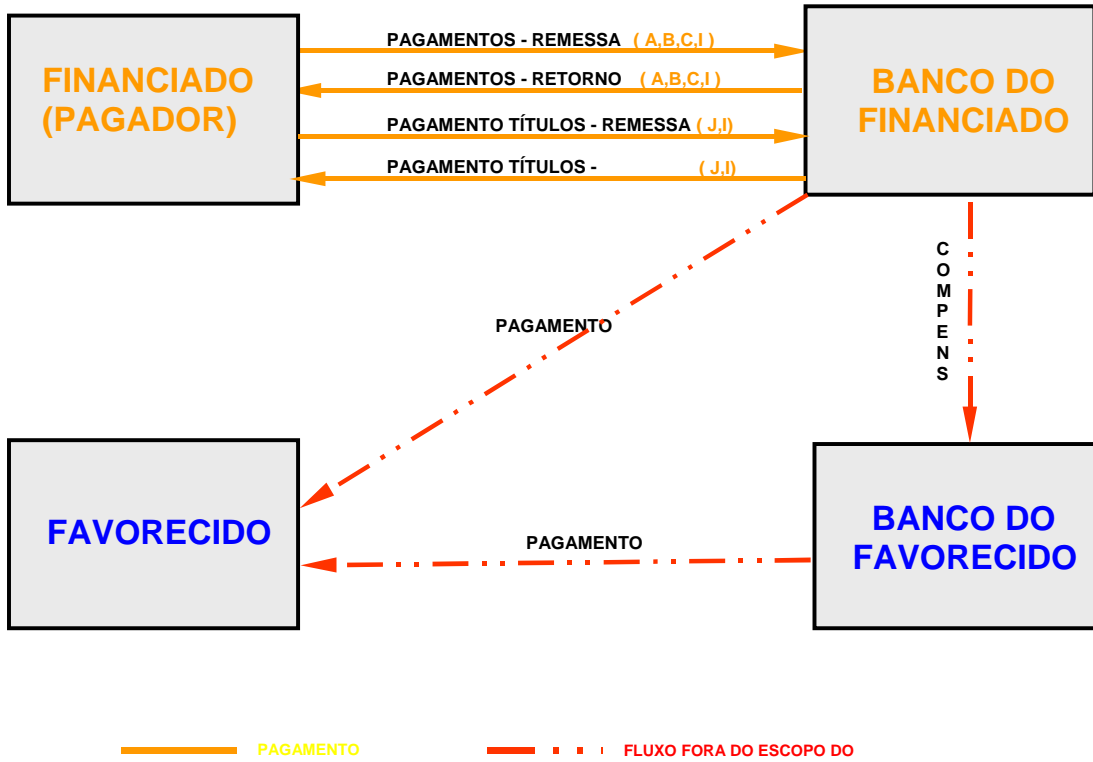 PAGAMENTOS - REMESSA ( A,B,C,I )
FINANCIADO
(PAGADOR)
PAGAMENTOS - RETORNO ( A,B,C,I )
PAGAMENTO TÍTULOS - REMESSA ( J,I)
PAGAMENTO TÍTULOS - ( J,I)
BANCO DO
FINANCIADO
COMPENS
PAGAMENTO
FAVORECIDO
PAGAMENTO
BANCO DO
FAVORECIDO
PAGAMENTO
FLUXO FORA DO ESCOPO DO